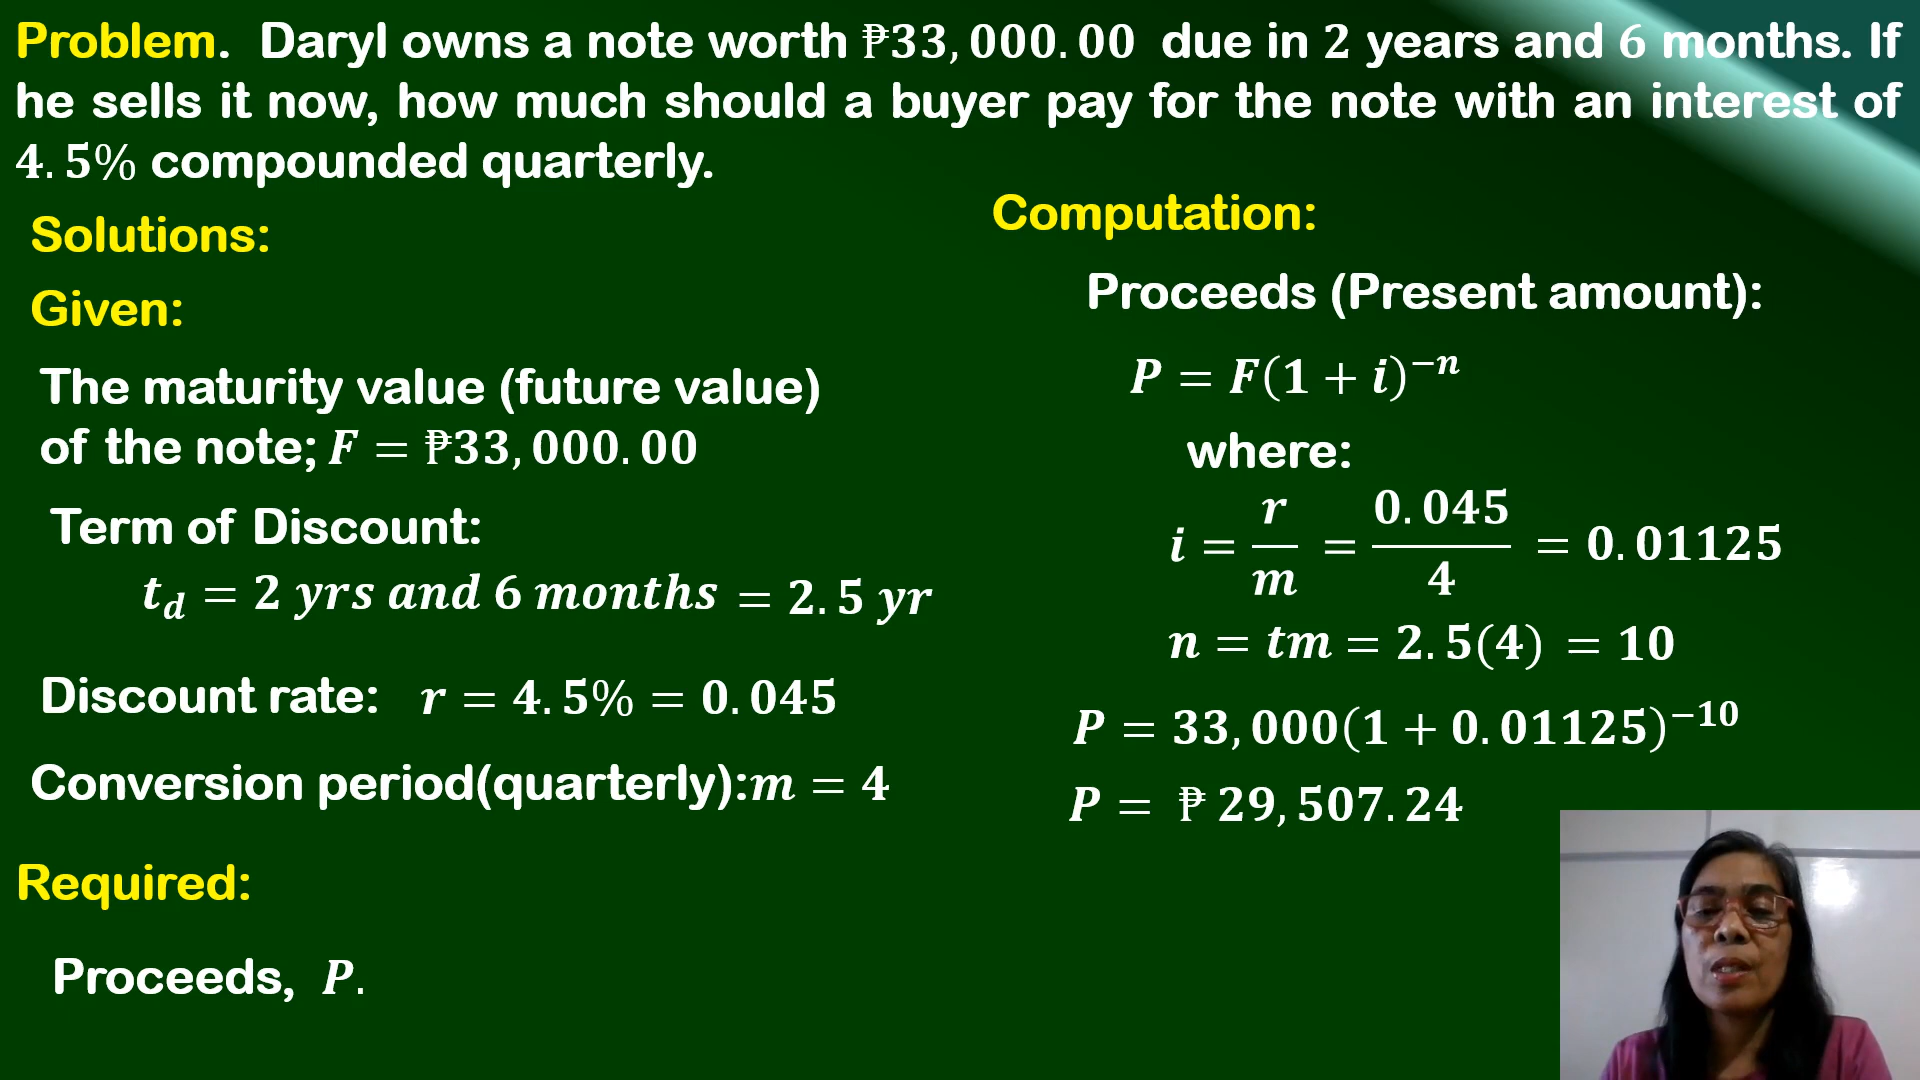 Problem. Daryl owns a note worth ₱33,000.00 due in 2 years and 6 months. If
he sells it now, how much should a buyer pay for the note with an interest of
4.5% compounded quarterly.
Solutions:
Given:
The maturity value (future value)
of the note; F = ₱33,000.00
Term of Discount:
t_d = 2 yrs and 6 months = 2.5 yr
Discount rate: r = 4.5% = 0.045
Conversion period(quarterly):m = 4
Required:
Proceeds, P.
Computation:
Proceeds (Present amount):
P = F(1 + i)^{-n}
where:
i = r/m = 0.045/4 = 0.01125
n = tm = 2.5(4) = 10
P = 33,000(1 + 0.01125)^{-10}
P = ₱ 29,507.24